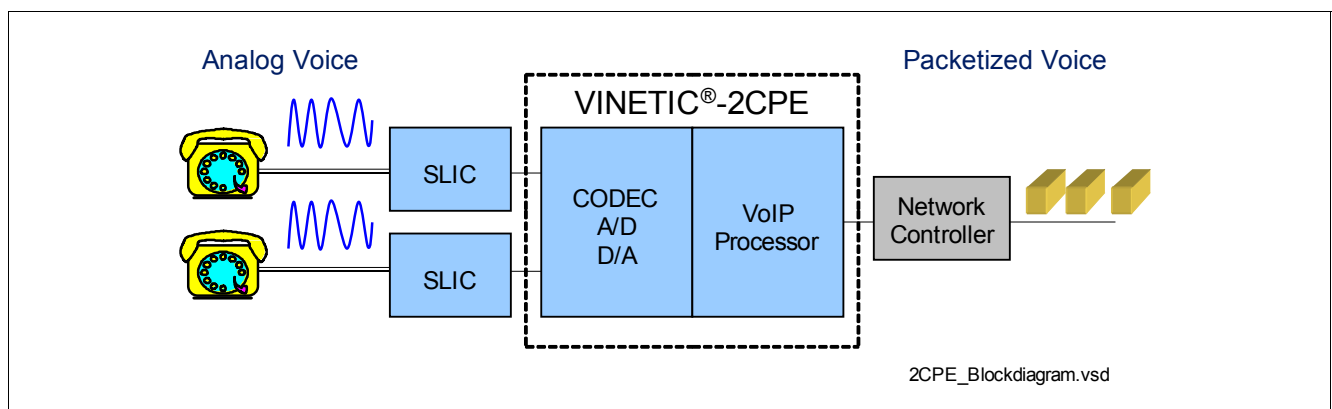 Analog Voice
Packetized Voice
VINETIC®-2CPE
SLIC
SLIC
CODEC
A/D
D/A
VoIP
Processor
Network
Controller
2CPE_Blockdiagram.vsd